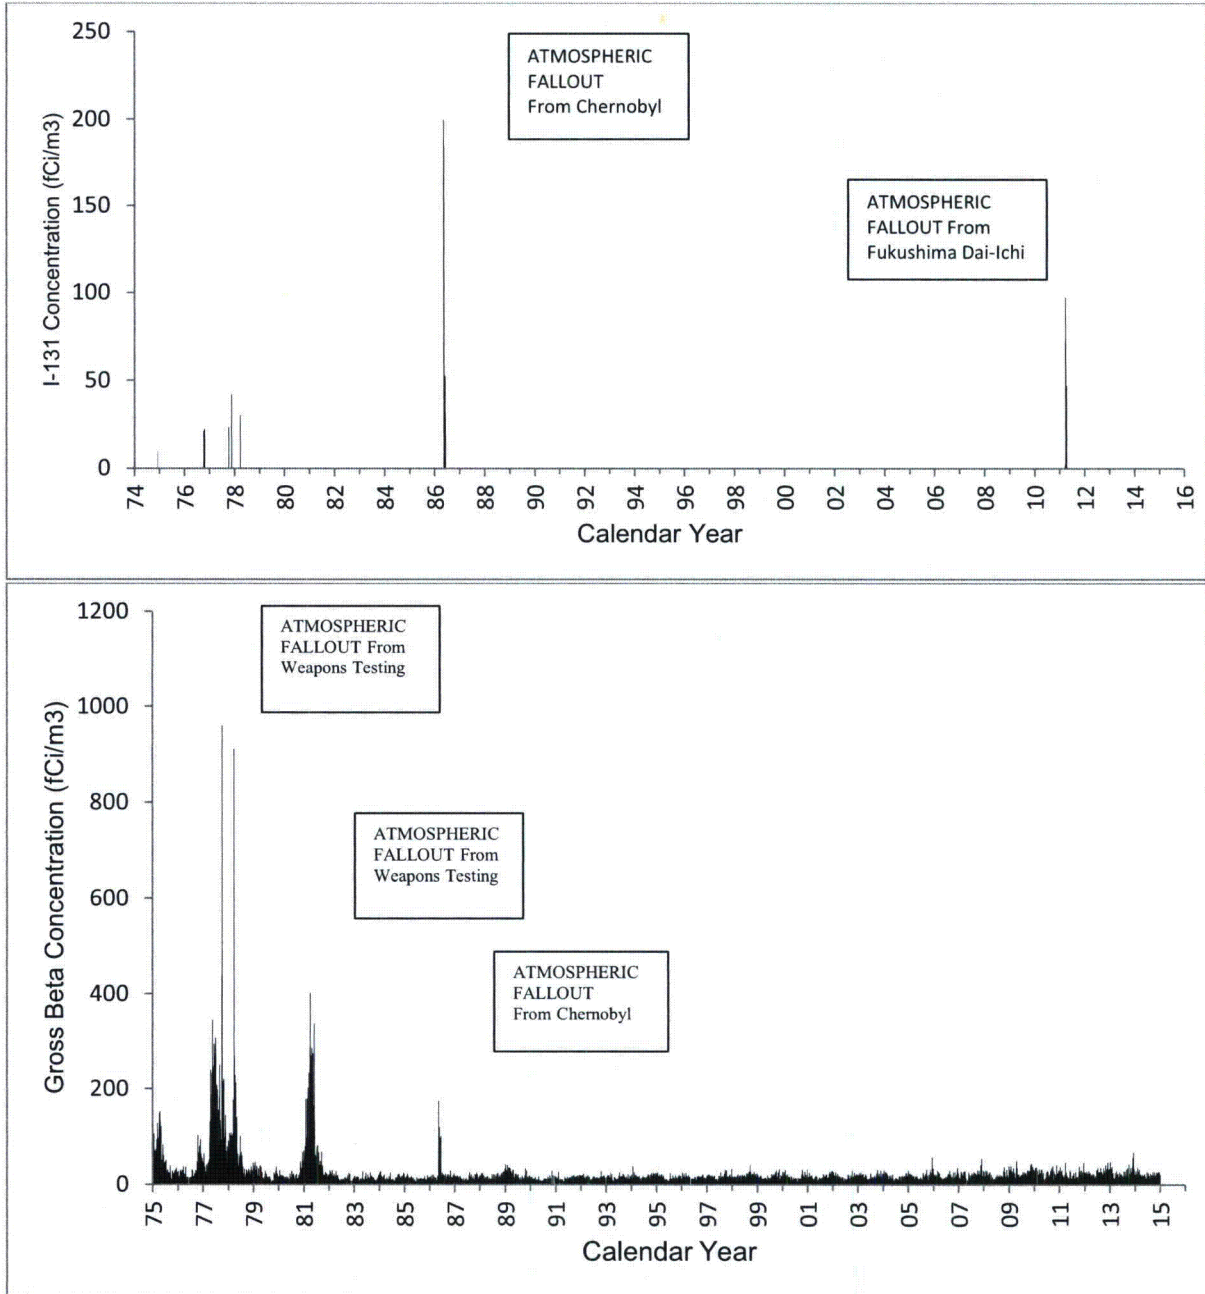 250
200
150
100
50
0
I-131 Concentration (fCi/m3)
ATMOSPHERIC
FALLOUT
From Chernobyl
ATMOSPHERIC
FALLOUT From
Fukushima Dai-Ichi
74 76 78 80 82 84 86 88 90 92 94 96 98 00 02 04 06 08 10 12 14 16
Calendar Year
1200
1000
800
600
400
200
0
Gross Beta Concentration (fCi/m3)
ATMOSPHERIC
FALLOUT From
Weapons Testing
ATMOSPHERIC
FALLOUT From
Weapons Testing
ATMOSPHERIC
FALLOUT
From Chernobyl
75 77 79 81 83 85 87 89 91 93 95 97 99 01 03 05 07 09 11 13 15
Calendar Year